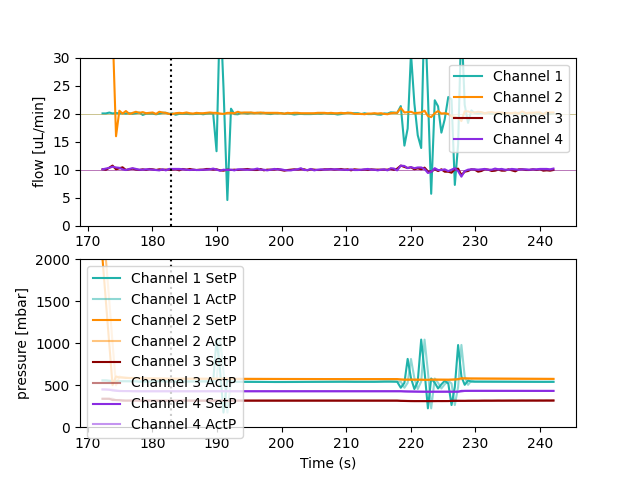 30
25
20
15
10
5
0
flow [uL/min]
Channel 1
Channel 2
Channel 3
Channel 4
170 180 190 200 210 220 230 240
2000
1500
1000
500
0
pressure [mbar]
Channel 1 SetP
Channel 1 ActP
Channel 2 SetP
Channel 2 ActP
Channel 3 SetP
Channel 3 ActP
Channel 4 SetP
Channel 4 ActP
170 180 190 200 210 220 230 240
Time (s)